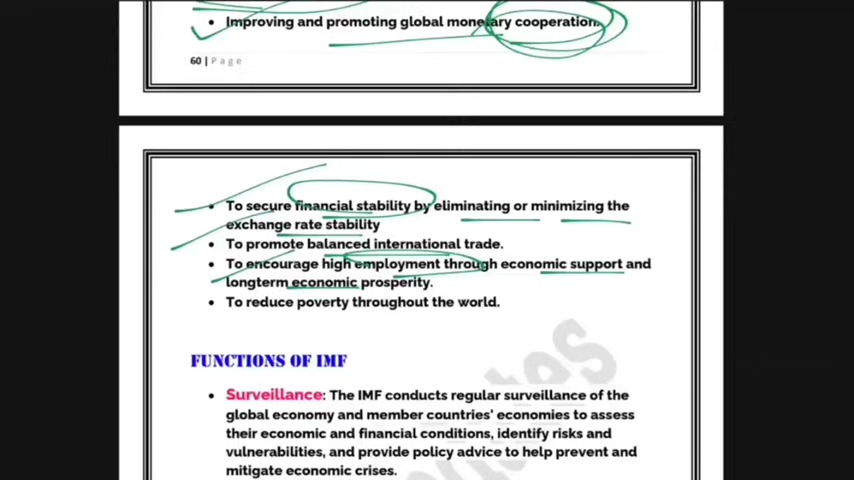 • Improving and promoting global monetary cooperation.
60 | Page
• To secure financial stability by eliminating or minimizing the
exchange rate stability
• To promote balanced international trade.
• To encourage high employment through economic support and
longterm economic prosperity.
• To reduce poverty throughout the world.
FUNCTIONS OF IMF
• Surveillance: The IMF conducts regular surveillance of the
global economy and member countries' economies to assess
their economic and financial conditions, identify risks and
vulnerabilities, and provide policy advice to help prevent and
mitigate economic crises.